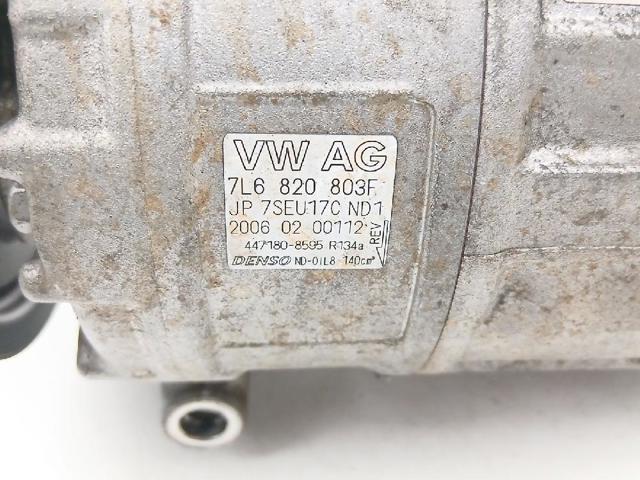 VW AG
7L6 820 803F
JP 7SEU17C ND1
2006 02 00112
REV
447180-8595 R134a
DENSO ND-OIL8 140cm³